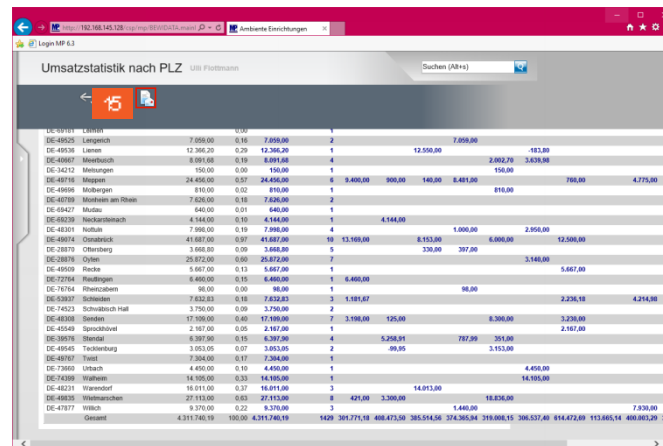 http://192.168.145.128/csp/mp/BEWIDATA.mainl
Ambiente Einrichtungen
Login MP 6.3
Umsatzstatistik nach PLZ Ulli Flottmann
Suchen (Alt+s)
15
DE-69181 Leimen 0,00 1
DE-49525 Lengerich 7.059,00 0,16 7.059,00 2 7.059,00
DE-49536 Lienen 12.366,20 0,29 12.366,20 1 12.550,00 -183,80
DE-40667 Meerbusch 8.091,68 0,19 8.091,68 4 2.002,70 3.639,98
DE-34212 Melsungen 150,00 0,00 150,00 1 150,00
DE-49716 Meppen 24.456,00 0,57 24.456,00 6 9.400,00 900,00 140,00 8.481,00 760,00 4.775,00
DE-49696 Molbergen 810,00 0,02 810,00 1 810,00
DE-40789 Monheim am Rhein 7.626,00 0,18 7.626,00 2
DE-69427 Mudau 640,00 0,01 640,00 1
DE-69239 Neckarsteinach 4.144,00 0,10 4.144,00 1 4.144,00
DE-48301 Nottuln 7.998,00 0,19 7.998,00 4 1.000,00 2.950,00
DE-49074 Osnabrück 41.687,00 0,97 41.687,00 10 13.169,00 8.153,00 6.000,00 12.500,00
DE-28870 Ottersberg 3.668,80 0,09 3.668,80 5 330,00 397,00
DE-28876 Oyten 25.872,00 0,60 25.872,00 7 3.148,00
DE-49509 Recke 5.667,00 0,13 5.667,00 1 5.667,00
DE-72764 Reutlingen 6.460,00 0,15 6.460,00 1 6.460,00
DE-76764 Rheinzabern 98,00 0,00 98,00 1 98,00
DE-53937 Schleiden 7.632,83 0,18 7.632,83 3 1.181,67 2.236,18 4.214,98
DE-74523 Schwäbisch Hall 3.750,00 0,09 3.750,00 2
DE-48308 Senden 17.109,00 0,40 17.109,00 7 3.198,00 125,00 8.300,00 3.230,00
DE-45549 Sprockhövel 2.167,00 0,05 2.167,00 1 2.167,00
DE-39576 Stendal 6.397,90 0,15 6.397,90 4 5.258,91 787,99 351,00
DE-49545 Tecklenburg 3.053,05 0,07 3.053,05 2 -99,95 3.153,00
DE-49767 Twist 7.304,00 0,17 7.304,00 1
DE-73660 Urbach 4.450,00 0,10 4.450,00 1 4.450,00
DE-74399 Walheim 14.105,00 0,33 14.105,00 1 14.105,00
DE-48231 Warendorf 16.011,00 0,37 16.011,00 3 14.013,00
DE-49835 Wietmarschen 27.113,00 0,63 27.113,00 8 421,00 3.300,00 18.836,00
DE-47877 Willich 9.370,00 0,22 9.370,00 3 1.440,00 7.930,00
Gesamt 4.311.740,19 100,00 4.311.740,19 1429 301.771,18 408.473,50 385.514,56 374.365,94 319.008,15 306.537,40 614.472,69 113.665,14 400.003,29